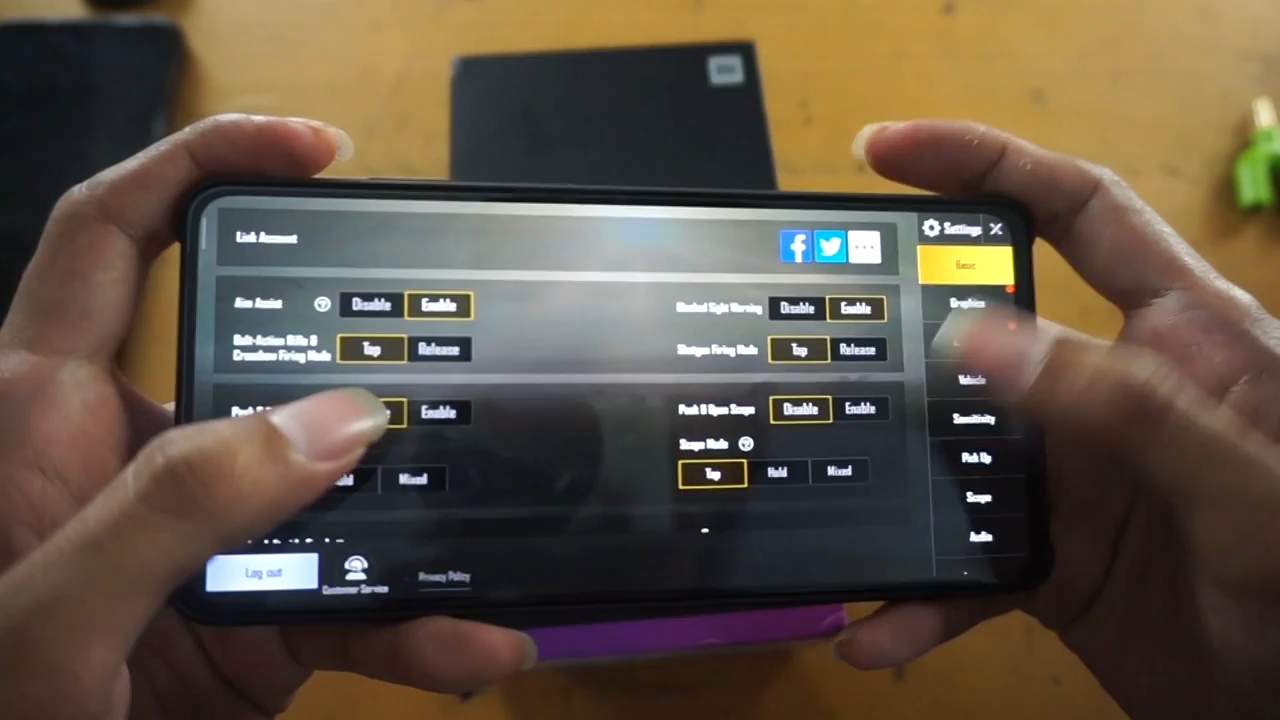 Link Account
Settings
Basic
Aim Assist
Disable
Enable
Blocked Sight Warning
Disable
Enable
Graphics
Bolt-Action Rifle &
Crossbow Firing Mode
Tap
Release
Shotgun Firing Mode
Tap
Release
Vehicle
Enable
Peek & Open Scope
Disable
Enable
Sensitivity
Scope Mode
Mixed
Tap
Hold
Mixed
Pick Up
Scope
Audio
Log out
Customer Service
Privacy Policy